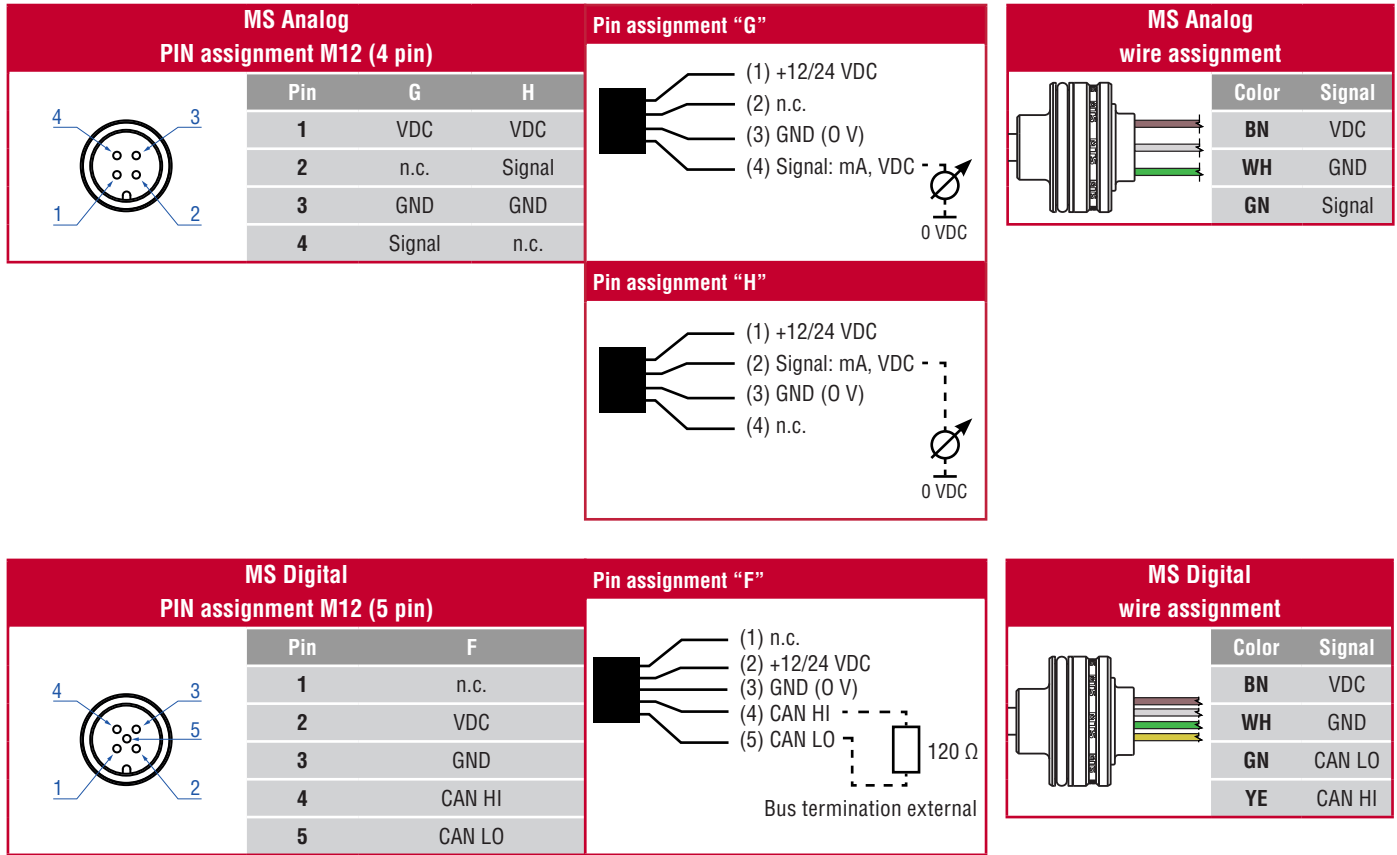 MS Analog
PIN assignment M12 (4 pin)
4
3
1
2
Pin G H
1 VDC VDC
2 n.c. Signal
3 GND GND
4 Signal n.c.
Pin assignment “G”
(1) +12/24 VDC
(2) n.c.
(3) GND (O V)
(4) Signal: mA, VDC
0 VDC
Pin assignment “H”
(1) +12/24 VDC
(2) Signal: mA, VDC
(3) GND (O V)
(4) n.c.
0 VDC
MS Analog
wire assignment
Color Signal
BN VDC
WH GND
GN Signal
MS Digital
PIN assignment M12 (5 pin)
4
3
5
1
2
Pin F
1 n.c.
2 VDC
3 GND
4 CAN HI
5 CAN LO
Pin assignment “F”
(1) n.c.
(2) +12/24 VDC
(3) GND (O V)
(4) CAN HI
(5) CAN LO
120 Ω
Bus termination external
MS Digital
wire assignment
Color Signal
BN VDC
WH GND
GN CAN LO
YE CAN HI